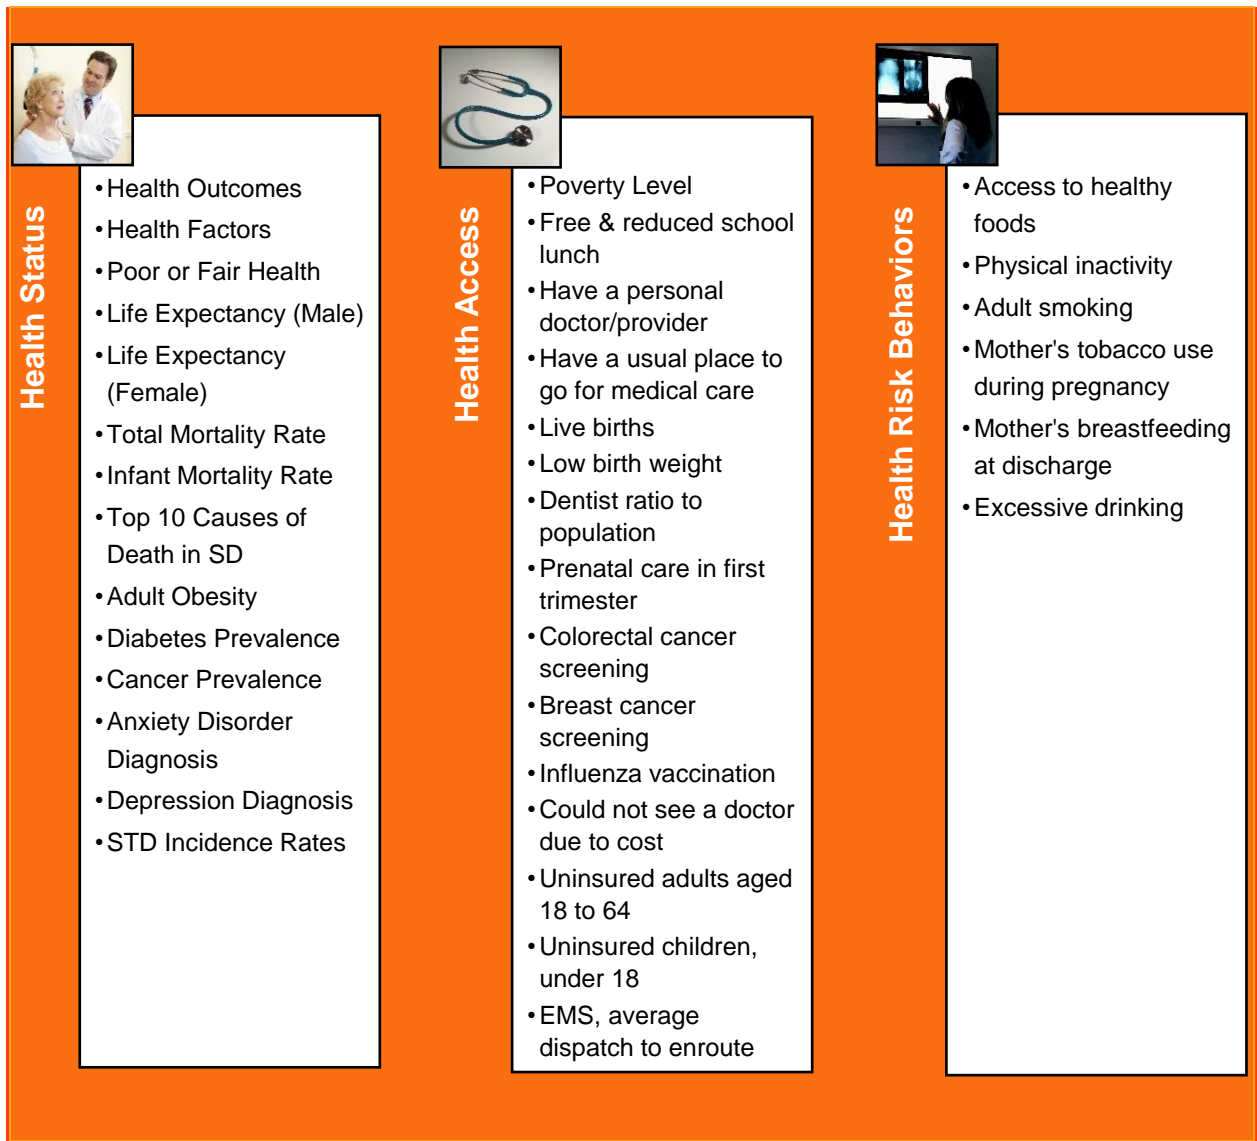 Health Status
•Health Outcomes
•Health Factors
•Poor or Fair Health
•Life Expectancy (Male)
•Life Expectancy
(Female)
•Total Mortality Rate
•Infant Mortality Rate
•Top 10 Causes of
Death in SD
•Adult Obesity
•Diabetes Prevalence
•Cancer Prevalence
•Anxiety Disorder
Diagnosis
•Depression Diagnosis
•STD Incidence Rates
Health Access
•Poverty Level
•Free & reduced school
lunch
•Have a personal
doctor/provider
•Have a usual place to
go for medical care
•Live births
•Low birth weight
•Dentist ratio to
population
•Prenatal care in first
trimester
•Colorectal cancer
screening
•Breast cancer
screening
•Influenza vaccination
•Could not see a doctor
due to cost
•Uninsured adults aged
18 to 64
•Uninsured children,
under 18
•EMS, average
dispatch to enroute
Health Risk Behaviors
•Access to healthy
foods
•Physical inactivity
•Adult smoking
•Mother's tobacco use
during pregnancy
•Mother's breastfeeding
at discharge
•Excessive drinking